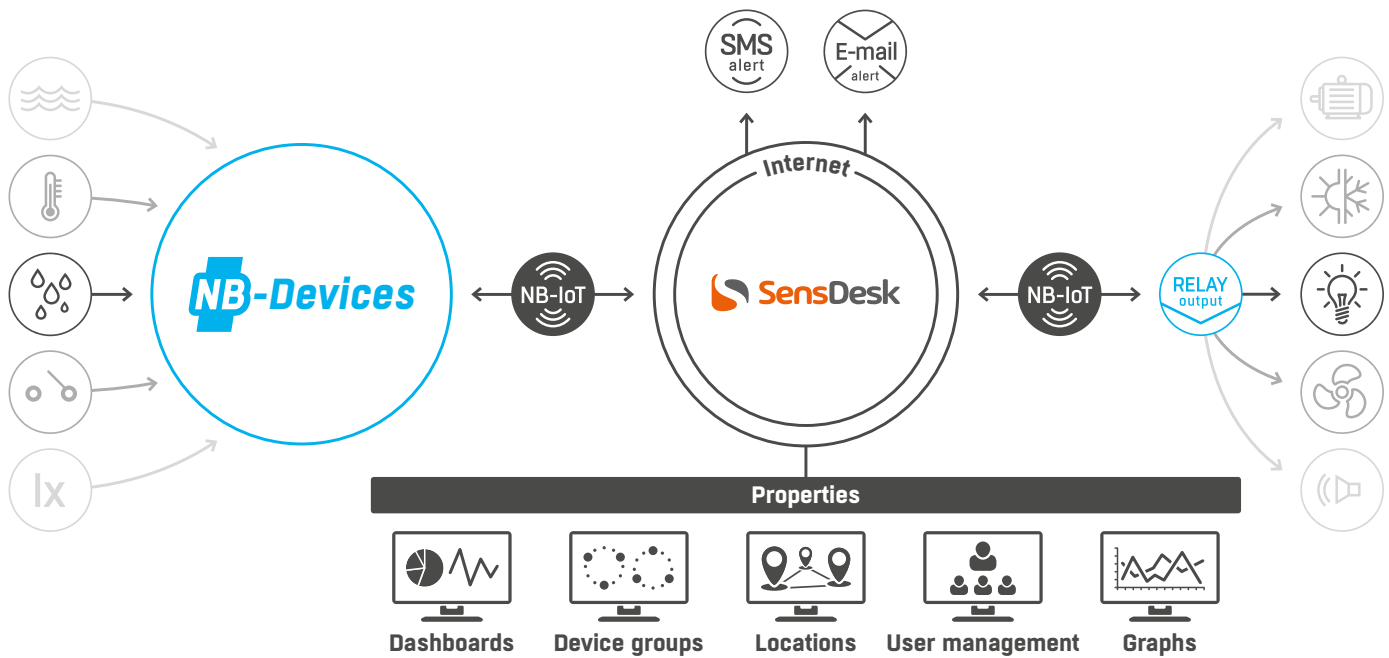 SMS
alert
E-mail
alert
Internet
NB-Devices
NB-IoT
SensDesk
NB-IoT
RELAY
output
lx
Properties
Dashboards
Device groups
Locations
User management
Graphs